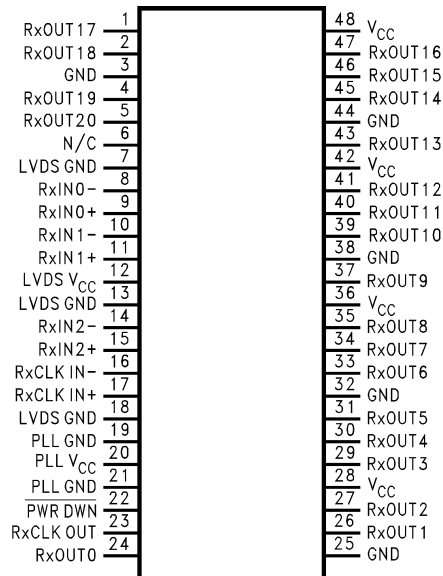 RxOUT17 1 48 VCC
RxOUT18 2 47 RxOUT16
GND 3 46 RxOUT15
RxOUT19 4 45 RxOUT14
RxOUT20 5 44 GND
N/C 6 43 RxOUT13
LVDS GND 7 42 VCC
RxIN0- 8 41 RxOUT12
RxIN0+ 9 40 RxOUT11
RxIN1- 10 39 RxOUT10
RxIN1+ 11 38 GND
LVDS VCC 12 37 RxOUT9
LVDS GND 13 36 VCC
RxIN2- 14 35 RxOUT8
RxIN2+ 15 34 RxOUT7
RxCLK IN- 16 33 RxOUT6
RxCLK IN+ 17 32 GND
LVDS GND 18 31 RxOUT5
PLL GND 19 30 RxOUT4
PLL VCC 20 29 RxOUT3
PLL GND 21 28 VCC
PWR DWN 22 27 RxOUT2
RxCLK OUT 23 26 RxOUT1
RxOUT0 24 25 GND